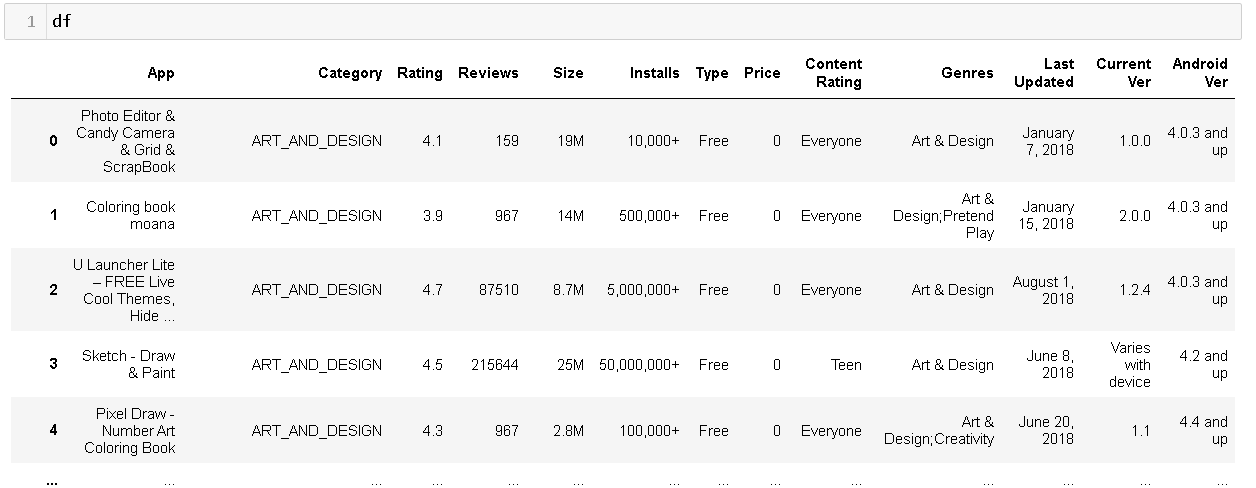 1 df
App Category Rating Reviews Size Installs Type Price Content Rating Genres Last Updated Current Ver Android Ver
0 Photo Editor & Candy Camera & Grid & ScrapBook ART_AND_DESIGN 4.1 159 19M 10,000+ Free 0 Everyone Art & Design January 7, 2018 1.0.0 4.0.3 and up
1 Coloring book moana ART_AND_DESIGN 3.9 967 14M 500,000+ Free 0 Everyone Art & Design;Pretend Play January 15, 2018 2.0.0 4.0.3 and up
2 U Launcher Lite – FREE Live Cool Themes, Hide ... ART_AND_DESIGN 4.7 87510 8.7M 5,000,000+ Free 0 Everyone Art & Design August 1, 2018 1.2.4 4.0.3 and up
3 Sketch - Draw & Paint ART_AND_DESIGN 4.5 215644 25M 50,000,000+ Free 0 Teen Art & Design June 8, 2018 Varies with device 4.2 and up
4 Pixel Draw - Number Art Coloring Book ART_AND_DESIGN 4.3 967 2.8M 100,000+ Free 0 Everyone Art & Design;Creativity June 20, 2018 1.1 4.4 and up
... ... ... ... ... ... ... ... ... ... ... ... ... ...